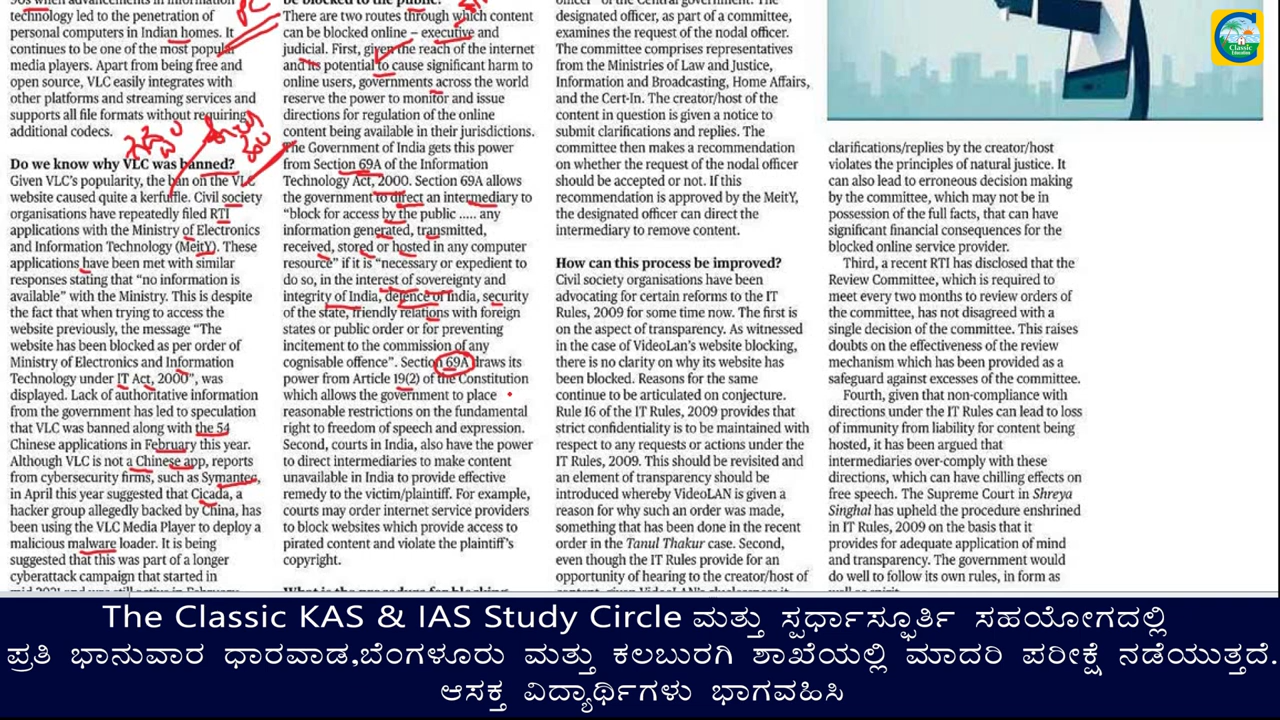 90s when advancements in information
technology led to the penetration of
personal computers in Indian homes. It
continues to be one of the most popular
media players. Apart from being free and
open source, VLC easily integrates with
other platforms and streaming services and
supports all file formats without requiring
additional codecs.
Do we know why VLC was banned?
Given VLC's popularity, the ban on the VLC
website caused quite a kerfuffle. Civil society
organisations have repeatedly filed RTI
applications with the Ministry of Electronics
and Information Technology (MeitY). These
applications have been met with similar
responses stating that “no information is
available” with the Ministry. This is despite
the fact that when trying to access the
website previously, the message “The
website has been blocked as per order of
Ministry of Electronics and Information
Technology under IT Act, 2000”, was
displayed. Lack of authoritative information
from the government has led to speculation
that VLC was banned along with the 54
Chinese applications in February this year.
Although VLC is not a Chinese app, reports
from cybersecurity firms, such as Symantec,
in April this year suggested that Cicada, a
hacker group allegedly backed by China, has
been using the VLC Media Player to deploy a
malicious malware loader. It is being
suggested that this was part of a longer
cyberattack campaign that started in
be blocked to the public?
There are two routes through which content
can be blocked online – executive and
judicial. First, given the reach of the internet
and its potential to cause significant harm to
online users, governments across the world
reserve the power to monitor and issue
directions for regulation of the online
content being available in their jurisdictions.
The Government of India gets this power
from Section 69A of the Information
Technology Act, 2000. Section 69A allows
the government to direct an intermediary to
“block for access by the public ..... any
information generated, transmitted,
received, stored or hosted in any computer
resource” if it is “necessary or expedient to
do so, in the interest of sovereignty and
integrity of India, defence of India, security
of the state, friendly relations with foreign
states or public order or for preventing
incitement to the commission of any
cognisable offence”. Section 69A draws its
power from Article 19(2) of the Constitution
which allows the government to place
reasonable restrictions on the fundamental
right to freedom of speech and expression.
Second, courts in India, also have the power
to direct intermediaries to make content
unavailable in India to provide effective
remedy to the victim/plaintiff. For example,
courts may order internet service providers
to block websites which provide access to
pirated content and violate the plaintiff's
copyright.
What is the procedure for blocking
officer” of the Central government. The
designated officer, as part of a committee,
examines the request of the nodal officer.
The committee comprises representatives
from the Ministries of Law and Justice,
Information and Broadcasting, Home Affairs,
and the Cert-In. The creator/host of the
content in question is given a notice to
submit clarifications and replies. The
committee then makes a recommendation
on whether the request of the nodal officer
should be accepted or not. If this
recommendation is approved by the MeitY,
the designated officer can direct the
intermediary to remove content.
How can this process be improved?
Civil society organisations have been
advocating for certain reforms to the IT
Rules, 2009 for some time now. The first is
on the aspect of transparency. As witnessed
in the case of VideoLan's website blocking,
there is no clarity on why its website has
been blocked. Reasons for the same
continue to be articulated on conjecture.
Rule 16 of the IT Rules, 2009 provides that
strict confidentiality is to be maintained with
respect to any requests or actions under the
IT Rules, 2009. This should be revisited and
an element of transparency should be
introduced whereby VideoLAN is given a
reason for why such an order was made,
something that has been done in the recent
order in the Tanul Thakur case. Second,
even though the IT Rules provide for an
opportunity of hearing to the creator/host of
clarifications/replies by the creator/host
violates the principles of natural justice. It
can also lead to erroneous decision making
by the committee, which may not be in
possession of the full facts, that can have
significant financial consequences for the
blocked online service provider.
Third, a recent RTI has disclosed that the
Review Committee, which is required to
meet every two months to review orders of
the committee, has not disagreed with a
single decision of the committee. This raises
doubts on the effectiveness of the review
mechanism which has been provided as a
safeguard against excesses of the committee.
Fourth, given that non-compliance with
directions under the IT Rules can lead to loss
of immunity from liability for content being
hosted, it has been argued that
intermediaries over-comply with these
directions, which can have chilling effects on
free speech. The Supreme Court in Shreya
Singhal has upheld the procedure enshrined
in IT Rules, 2009 on the basis that it
provides for adequate application of mind
and transparency. The government would
do well to follow its own rules, in form as
Classic
Education
The Classic KAS & IAS Study Circle ಮತ್ತು ಸ್ಪರ್ಧಾಸ್ಫೂರ್ತಿ ಸಹಯೋಗದಲ್ಲಿ
ಪ್ರತಿ ಭಾನುವಾರ ಧಾರವಾಡ,ಬೆಂಗಳೂರು ಮತ್ತು ಕಲಬುರಗಿ ಶಾಖೆಯಲ್ಲಿ ಮಾದರಿ ಪರೀಕ್ಷೆ ನಡೆಯುತ್ತದೆ.
ಆಸಕ್ತ ವಿದ್ಯಾರ್ಥಿಗಳು ಭಾಗವಹಿಸಿ